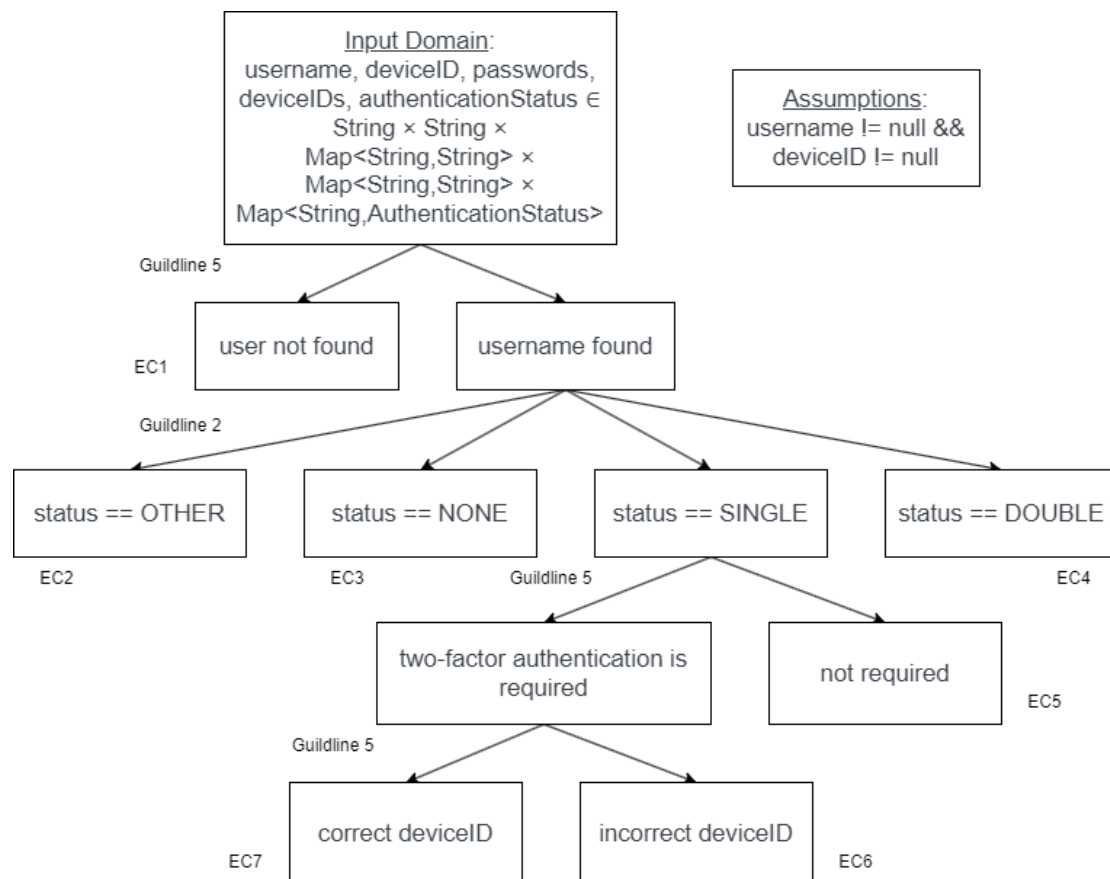 Input Domain:
username, deviceID, passwords,
deviceIDs, authenticationStatus ∈
String × String ×
Map<String,String> ×
Map<String,String> ×
Map<String,AuthenticationStatus>
Assumptions:
username != null &&
deviceID != null
Guildline 5
user not found
username found
EC1
Guildline 2
status == OTHER
status == NONE
status == SINGLE
status == DOUBLE
EC2
EC3
Guildline 5
EC4
two-factor authentication is
required
not required
EC5
Guildline 5
correct deviceID
incorrect deviceID
EC7
EC6